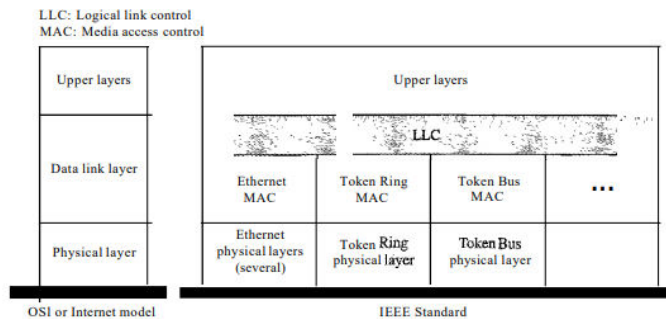 LLC: Logical link control
MAC: Media access control
Upper layers
Upper layers
LLC
Data link layer
Ethernet
MAC
Token Ring
MAC
Token Bus
MAC
...
Physical layer
Ethernet
physical layers
(several)
Token Ring
physical layer
Token Bus
physical layer
OSI or Internet model
IEEE Standard